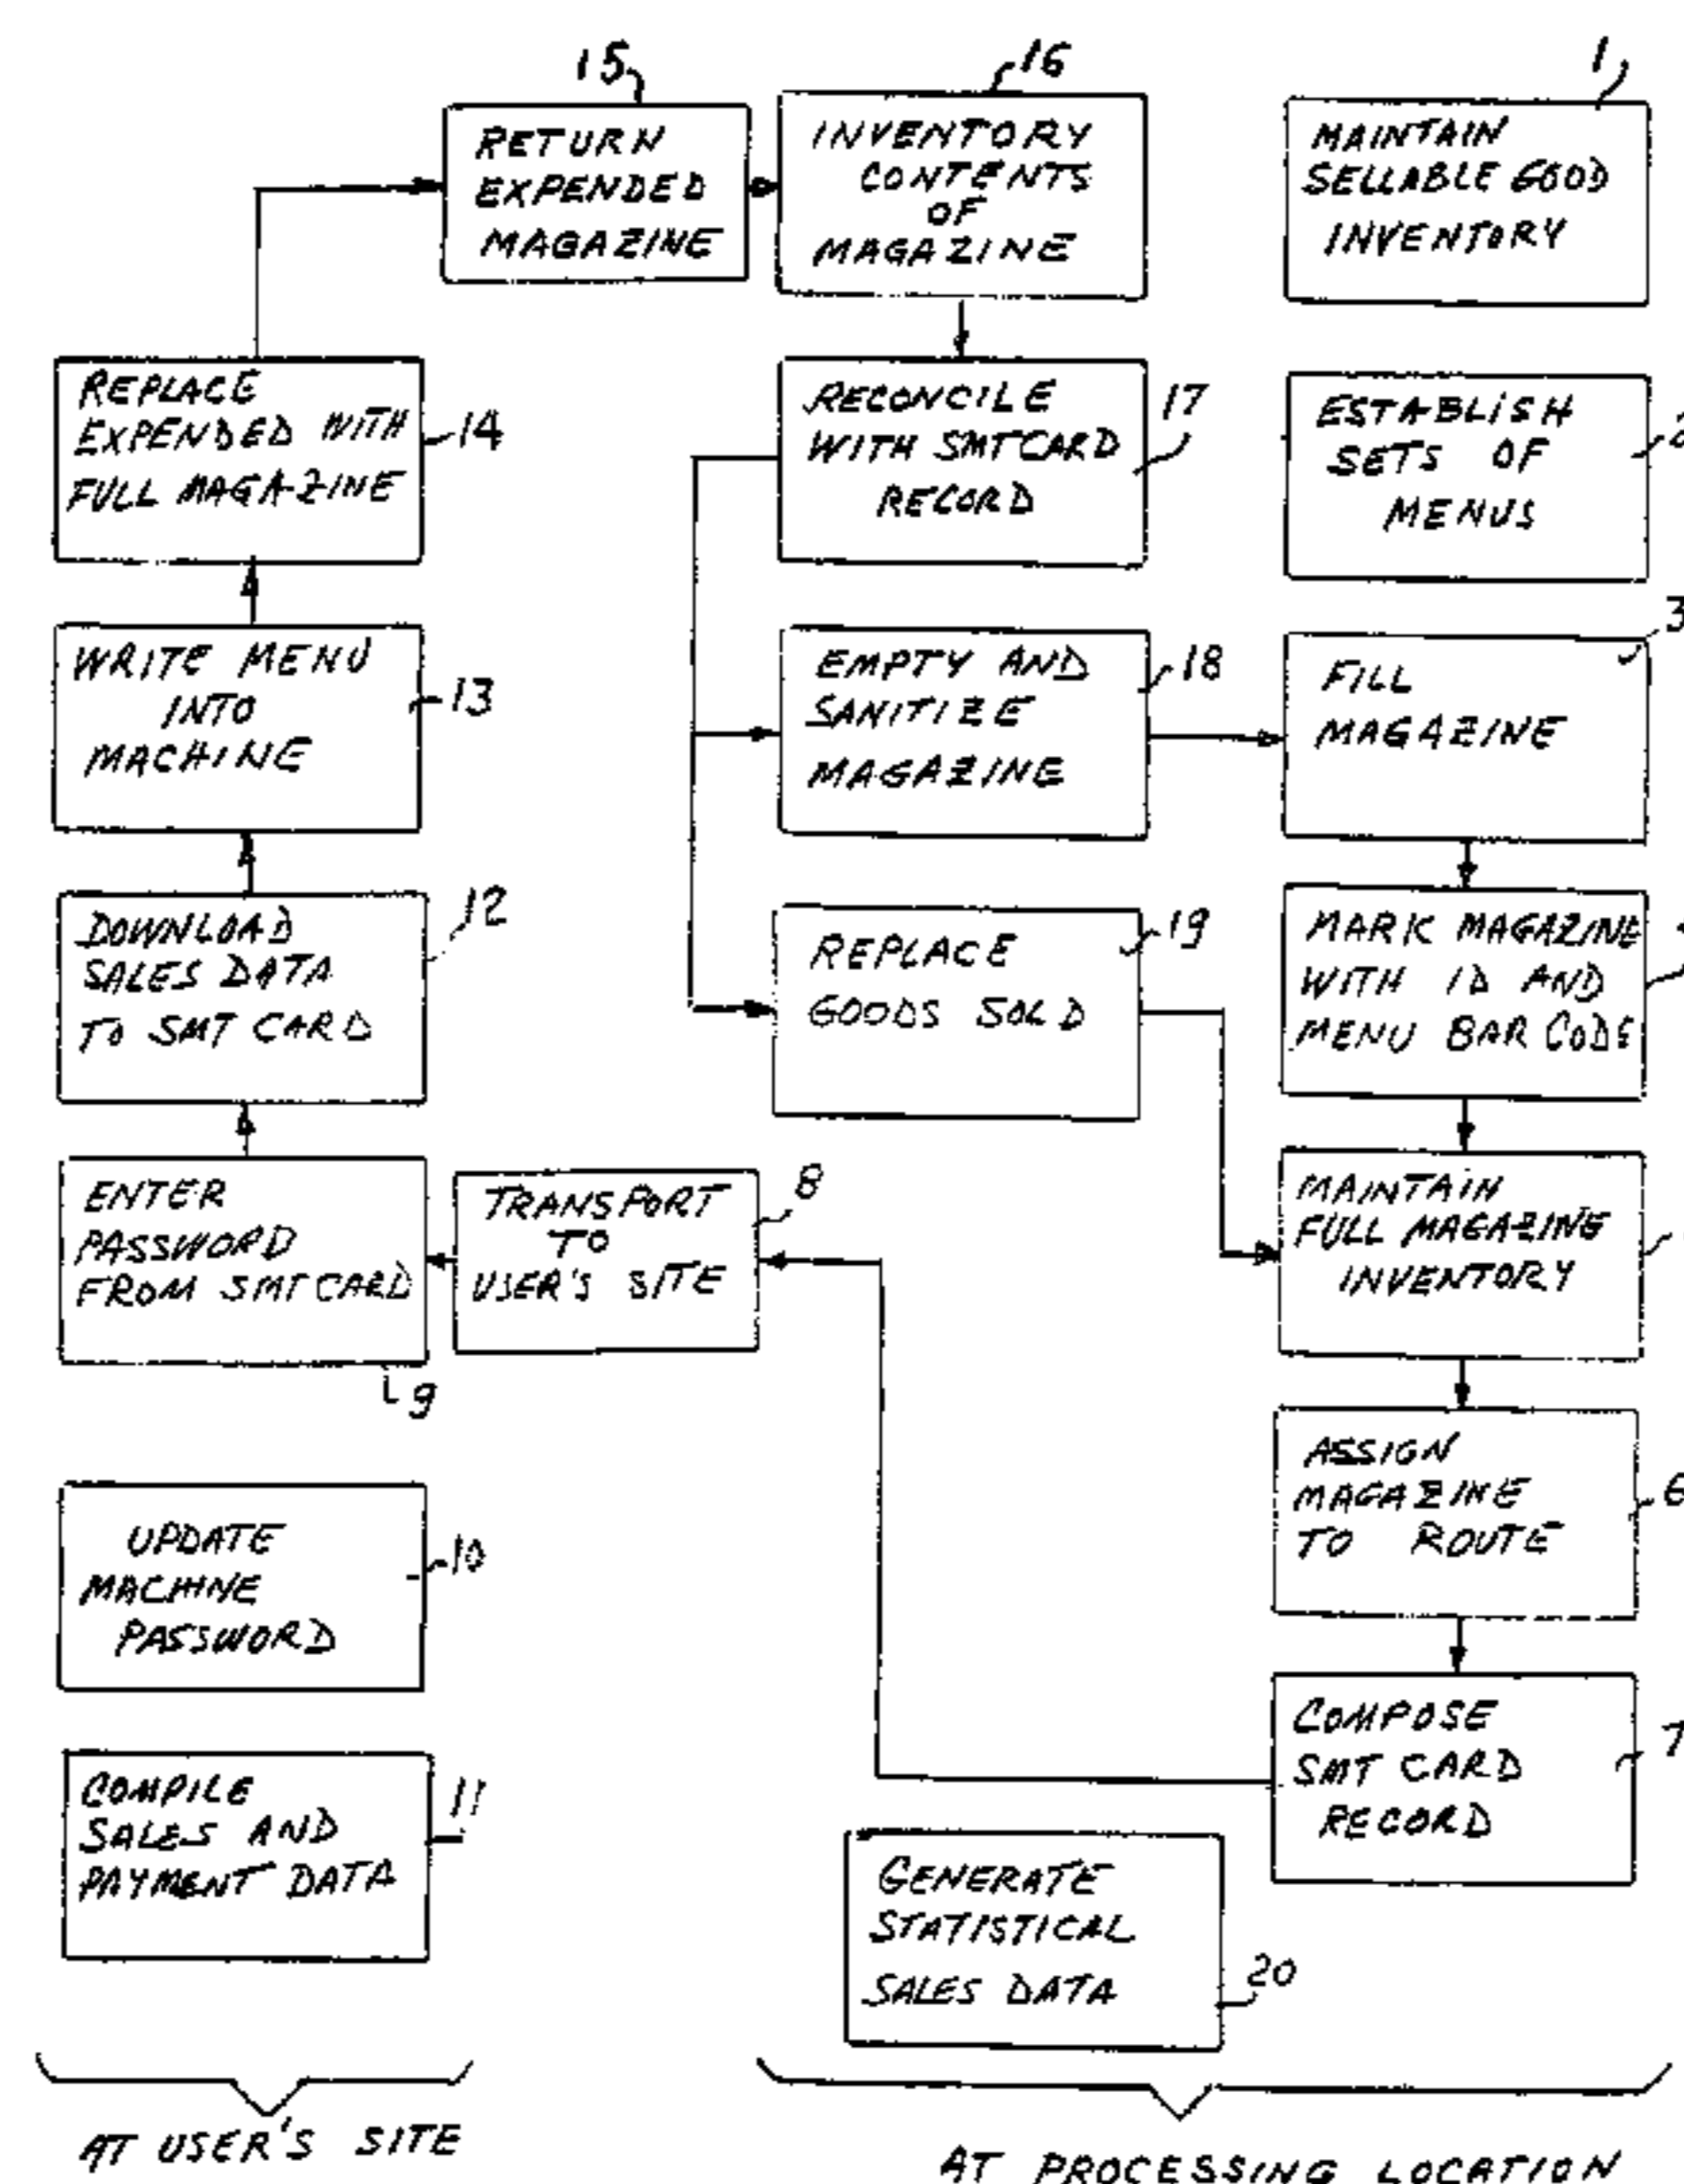 15
RETURN
EXPENDED
MAGAZINE
16
INVENTORY
CONTENTS
OF
MAGAZINE
1
MAINTAIN
SELLABLE GOOD
INVENTORY
REPLACE
EXPENDED WITH
FULL MAGAZINE
14
RECONCILE
WITH SMTCARD
RECORD
17
ESTABLISH
SETS OF
MENUS
2
WRITE MENU
INTO
MACHINE
13
EMPTY AND
SANITIZE
MAGAZINE
18
FILL
MAGAZINE
3
DOWNLOAD
SALES DATA
TO SMT CARD
12
REPLACE
GOODS SOLD
19
MARK MAGAZINE
WITH ID AND
MENU BAR CODE
ENTER
PASSWORD
FROM SMT CARD
9
TRANSPORT
TO
USER'S SITE
8
MAINTAIN
FULL MAGAZINE
INVENTORY
UPDATE
MACHINE
PASSWORD
10
ASSIGN
MAGAZINE
TO ROUTE
6
COMPILE
SALES AND
PAYMENT DATA
11
COMPOSE
SMT CARD
RECORD
7
GENERATE
STATISTICAL
SALES DATA
20
AT USER'S SITE
AT PROCESSING LOCATION